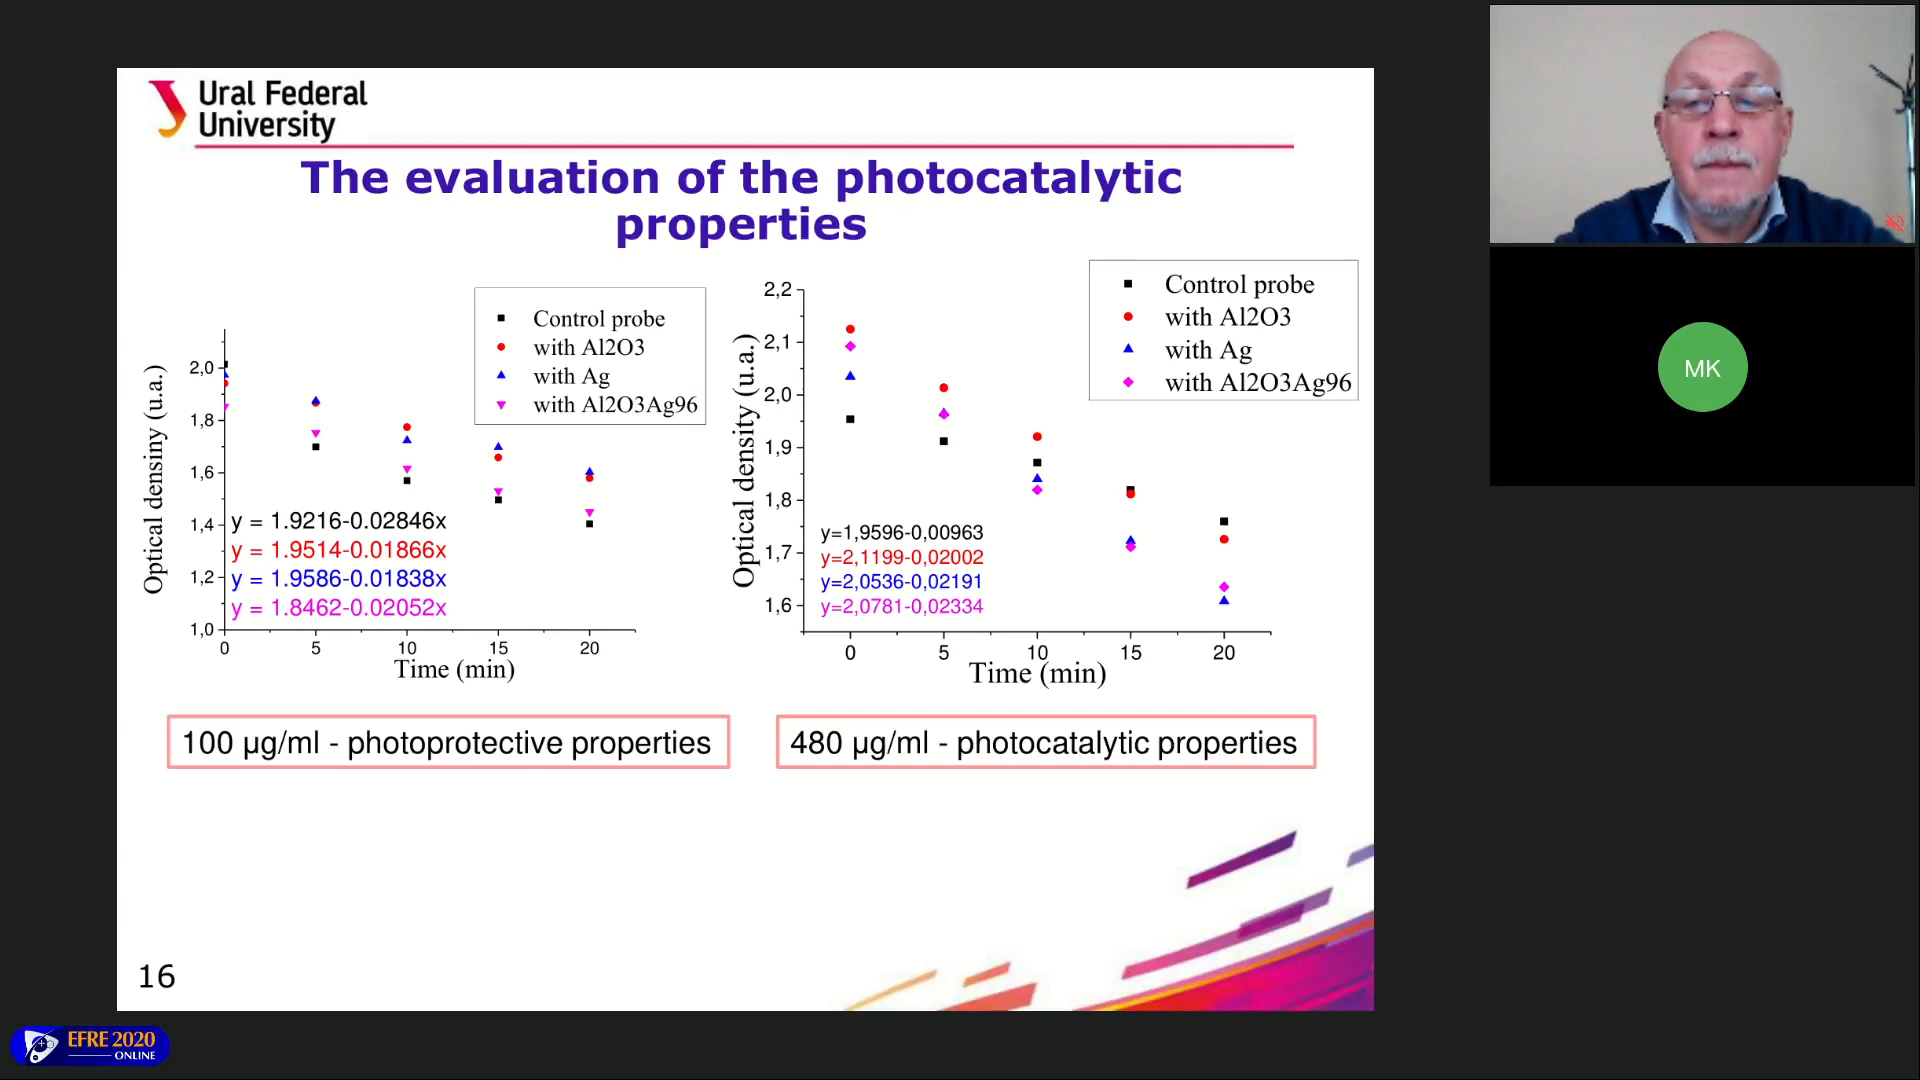 Ural Federal
University
The evaluation of the photocatalytic
properties
Optical densiny (u.a.)
2,0
1,8
1,6
1,4
1,2
1,0
0 5 10 15 20
Time (min)
Control probe
with Al2O3
with Ag
with Al2O3Ag96
y = 1.9216-0.02846x
y = 1.9514-0.01866x
y = 1.9586-0.01838x
y = 1.8462-0.02052x
Optical density (u.a.)
2,2
2,1
2,0
1,9
1,8
1,7
1,6
0 5 10 15 20
Time (min)
Control probe
with Al2O3
with Ag
with Al2O3Ag96
y=1,9596-0,00963
y=2,1199-0,02002
y=2,0536-0,02191
y=2,0781-0,02334
100 µg/ml - photoprotective properties
480 µg/ml - photocatalytic properties
16
MK
EFRE 2020
ONLINE